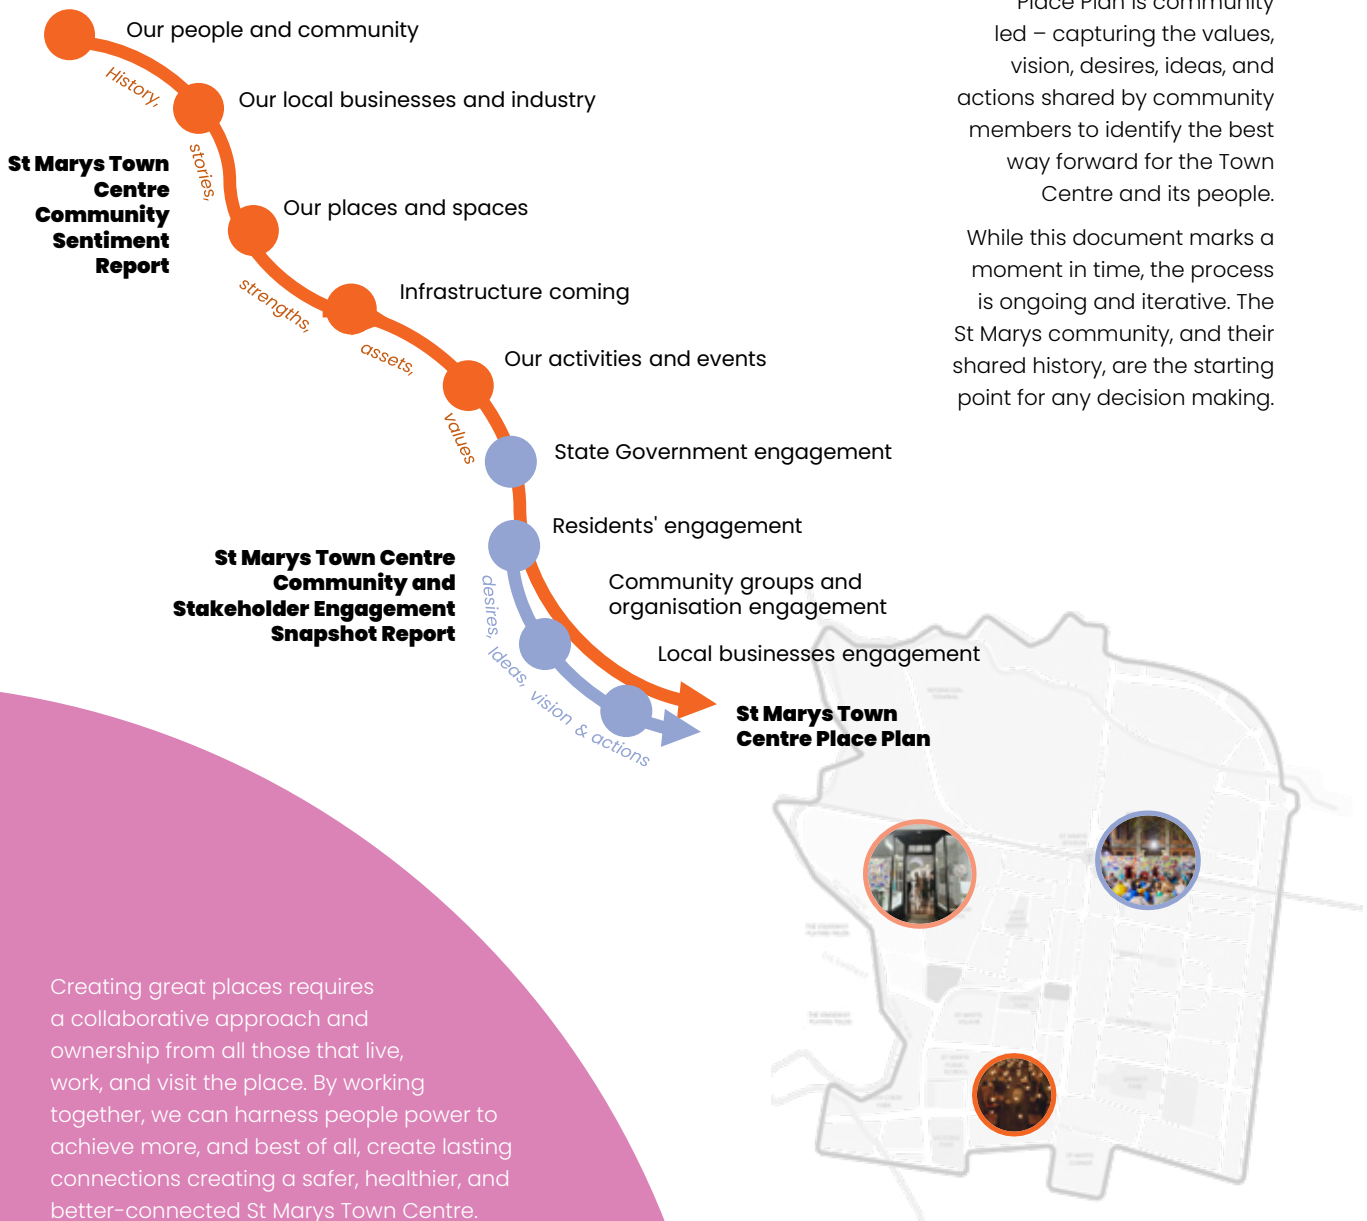 Our people and community
History,
Our local businesses and industry
stories,
St Marys Town
Centre
Community
Sentiment
Report
Our places and spaces
strengths,
Infrastructure coming
assets,
Our activities and events
values
State Government engagement
Residents' engagement
St Marys Town Centre
Community and
Stakeholder Engagement
Snapshot Report
desires,
Ideas,
vision
& actions
Community groups and
organisation engagement
Local businesses engagement
St Marys Town
Centre Place Plan
Place Plan is community
led – capturing the values,
vision, desires, ideas, and
actions shared by community
members to identify the best
way forward for the Town
Centre and its people.
While this document marks a
moment in time, the process
is ongoing and iterative. The
St Marys community, and their
shared history, are the starting
point for any decision making.
Creating great places requires
a collaborative approach and
ownership from all those that live,
work, and visit the place. By working
together, we can harness people power to
achieve more, and best of all, create lasting
connections creating a safer, healthier, and
better-connected St Marys Town Centre.